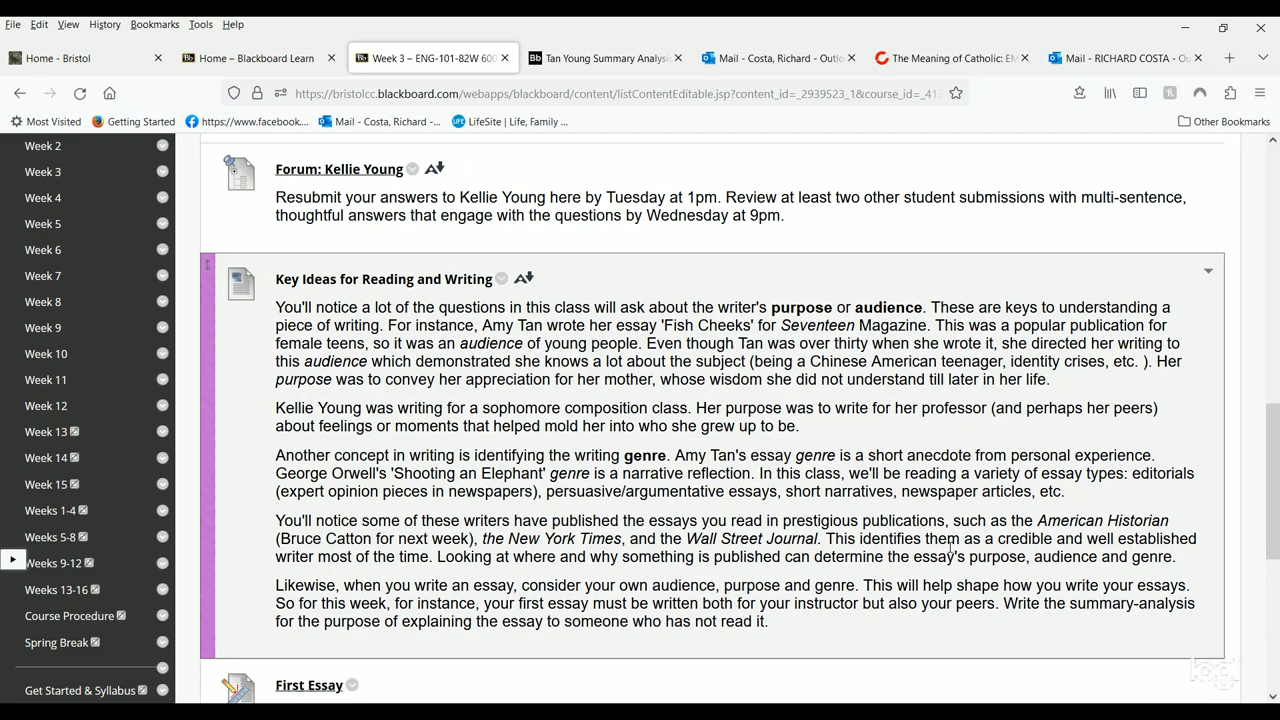 File Edit View History Bookmarks Tools Help
Home - Bristol
Home – Blackboard Learn
Week 3 – ENG-101-82W 600
Tan Young Summary Analysis
Mail - Costa, Richard - Outlo
The Meaning of Catholic: EM
Mail - RICHARD COSTA - Ou
https://bristolcc.blackboard.com/webapps/blackboard/content/listContentEditable.jsp?content_id=_2939523_1&course_id=_41
Most Visited Getting Started https://www.facebook.... Mail - Costa, Richard -... LifeSite | Life, Family ... Other Bookmarks
Week 2
Week 3
Week 4
Week 5
Week 6
Week 7
Week 8
Week 9
Week 10
Week 11
Week 12
Week 13
Week 14
Week 15
Weeks 1-4
Weeks 5-8
Weeks 9-12
Weeks 13-16
Course Procedure
Spring Break
Get Started & Syllabus
Forum: Kellie Young
Resubmit your answers to Kellie Young here by Tuesday at 1pm. Review at least two other student submissions with multi-sentence,
thoughtful answers that engage with the questions by Wednesday at 9pm.
Key Ideas for Reading and Writing
You'll notice a lot of the questions in this class will ask about the writer's purpose or audience. These are keys to understanding a
piece of writing. For instance, Amy Tan wrote her essay 'Fish Cheeks' for Seventeen Magazine. This was a popular publication for
female teens, so it was an audience of young people. Even though Tan was over thirty when she wrote it, she directed her writing to
this audience which demonstrated she knows a lot about the subject (being a Chinese American teenager, identity crises, etc. ). Her
purpose was to convey her appreciation for her mother, whose wisdom she did not understand till later in her life.
Kellie Young was writing for a sophomore composition class. Her purpose was to write for her professor (and perhaps her peers)
about feelings or moments that helped mold her into who she grew up to be.
Another concept in writing is identifying the writing genre. Amy Tan's essay genre is a short anecdote from personal experience.
George Orwell's 'Shooting an Elephant' genre is a narrative reflection. In this class, we'll be reading a variety of essay types: editorials
(expert opinion pieces in newspapers), persuasive/argumentative essays, short narratives, newspaper articles, etc.
You'll notice some of these writers have published the essays you read in prestigious publications, such as the American Historian
(Bruce Catton for next week), the New York Times, and the Wall Street Journal. This identifies them as a credible and well established
writer most of the time. Looking at where and why something is published can determine the essay's purpose, audience and genre.
Likewise, when you write an essay, consider your own audience, purpose and genre. This will help shape how you write your essays.
So for this week, for instance, your first essay must be written both for your instructor but also your peers. Write the summary-analysis
for the purpose of explaining the essay to someone who has not read it.
First Essay